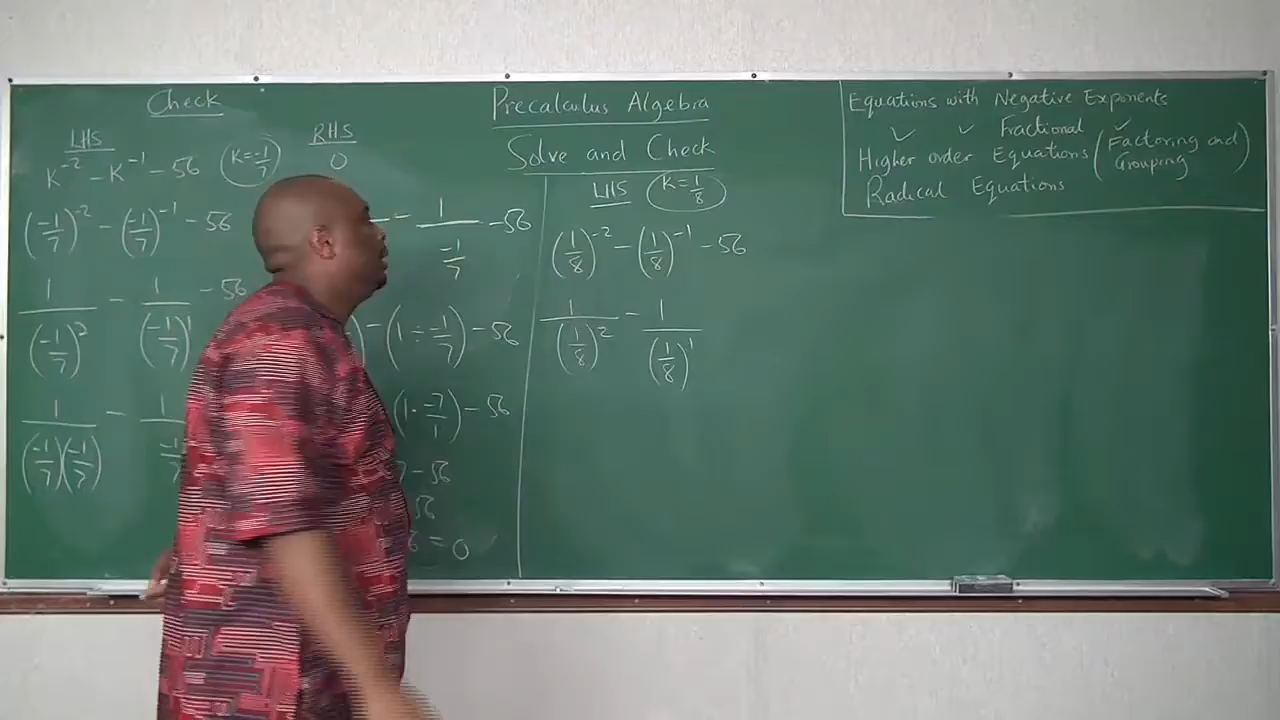 Check
LHS
RHS
K⁻² – K⁻¹ – 56 (K = -1/7)
0
(-1/7)⁻² – (-1/7)⁻¹ – 56
1/(-1/7)² – 1/(-1/7)¹ – 56
1/(-1/7)(-1/7) – 1/(-1/7)
– 1/(-1/7) – 56
) – (1 ÷ -1/7) – 56
(1 · -7/1) – 56
7 – 56
56
6 = 0
Precalculus Algebra
Solve and Check
LHS (K = 1/8)
(1/8)⁻² – (1/8)⁻¹ – 56
1/(1/8)² – 1/(1/8)¹
Equations with Negative Exponents
✓ ✓ Fractional ✓
Higher order Equations (Factoring and Grouping)
Radical Equations